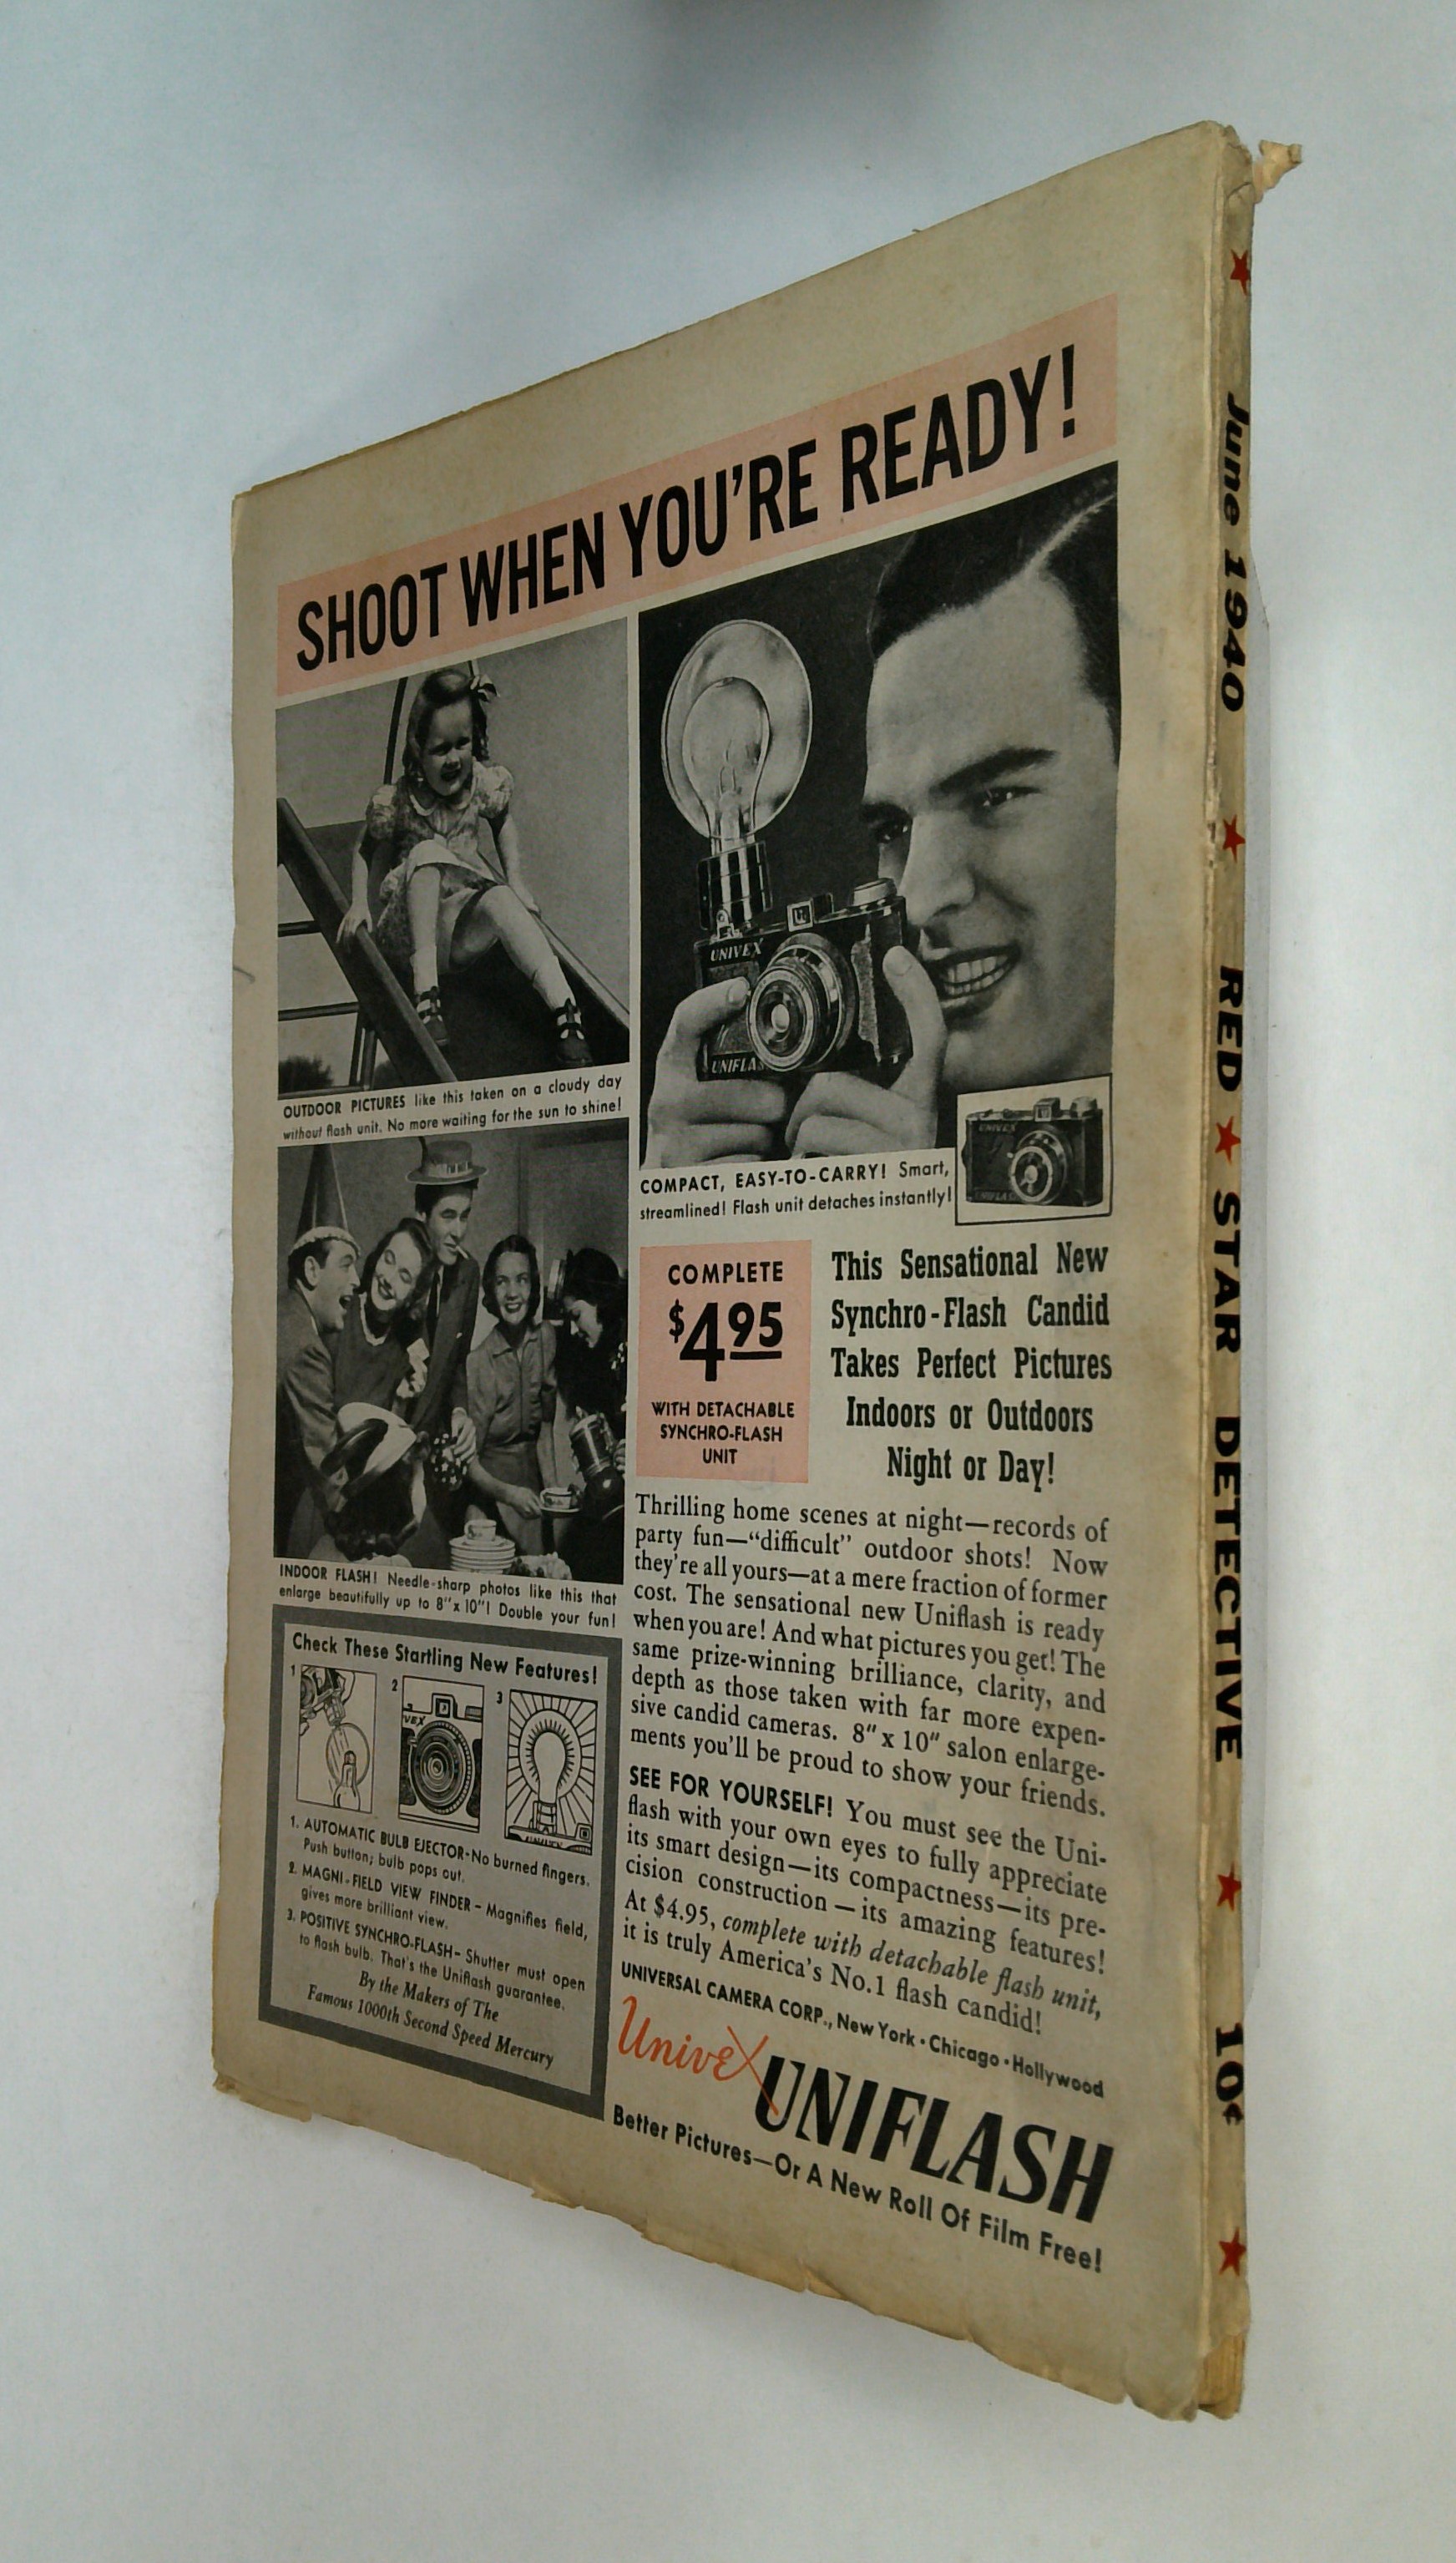 SHOOT WHEN YOU'RE READY!
OUTDOOR PICTURES like this taken on a cloudy day
without flash unit. No more waiting for the sun to shine!
UNIVEX
UNIFLAS
COMPACT, EASY-TO-CARRY! Smart,
streamlined! Flash unit detaches instantly!
UNIVEX
INDOOR FLASH! Needle-sharp photos like this that
enlarge beautifully up to 8"x 10"! Double your fun!
Check These Startling New Features!
1
2
3
VEX
1. AUTOMATIC BULB EJECTOR-No burned fingers.
Push button; bulb pops out.
2. MAGNI-FIELD VIEW FINDER – Magnifies field,
gives more brilliant view.
3. POSITIVE SYNCHRO-FLASH– Shutter must open
to flash bulb. That's the Uniflash guarantee.
By the Makers of The
Famous 1000th Second Speed Mercury
COMPLETE
$4.95
WITH DETACHABLE
SYNCHRO-FLASH
UNIT
This Sensational New
Synchro-Flash Candid
Takes Perfect Pictures
Indoors or Outdoors
Night or Day!
Thrilling home scenes at night—records of
party fun—"difficult" outdoor shots! Now
they're all yours—at a mere fraction of former
cost. The sensational new Uniflash is ready
when you are! And what pictures you get! The
same prize-winning brilliance, clarity, and
depth as those taken with far more expen-
sive candid cameras. 8" x 10" salon enlarge-
ments you'll be proud to show your friends.
SEE FOR YOURSELF! You must see the Uni-
flash with your own eyes to fully appreciate
its smart design—its compactness—its pre-
cision construction—its amazing features!
At $4.95, complete with detachable flash unit,
it is truly America's No.1 flash candid!
UNIVERSAL CAMERA CORP., New York · Chicago · Hollywood
UniveX UNIFLASH
Better Pictures—Or A New Roll Of Film Free!
★ June 1940 ★ RED ★ STAR DETECTIVE ★ 10¢ ★